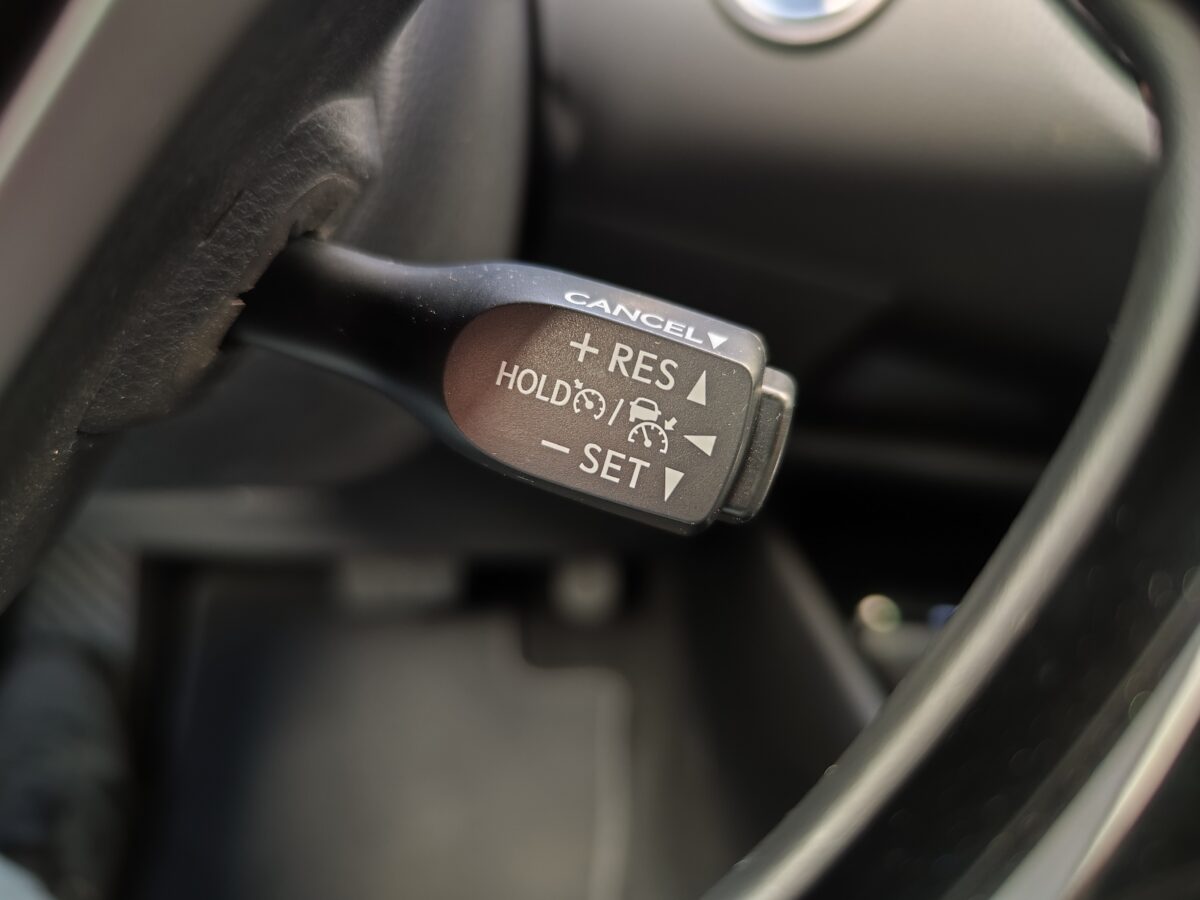 CANCEL▼
+ RES ▲
HOLD /
− SET ▼